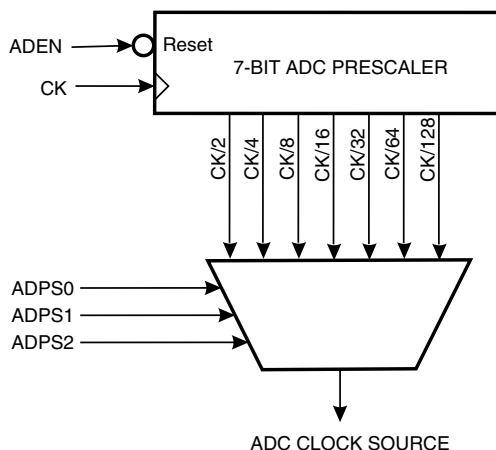 ADEN
Reset
7-BIT ADC PRESCALER
CK
CK/2
CK/4
CK/8
CK/16
CK/32
CK/64
CK/128
ADPS0
ADPS1
ADPS2
ADC CLOCK SOURCE